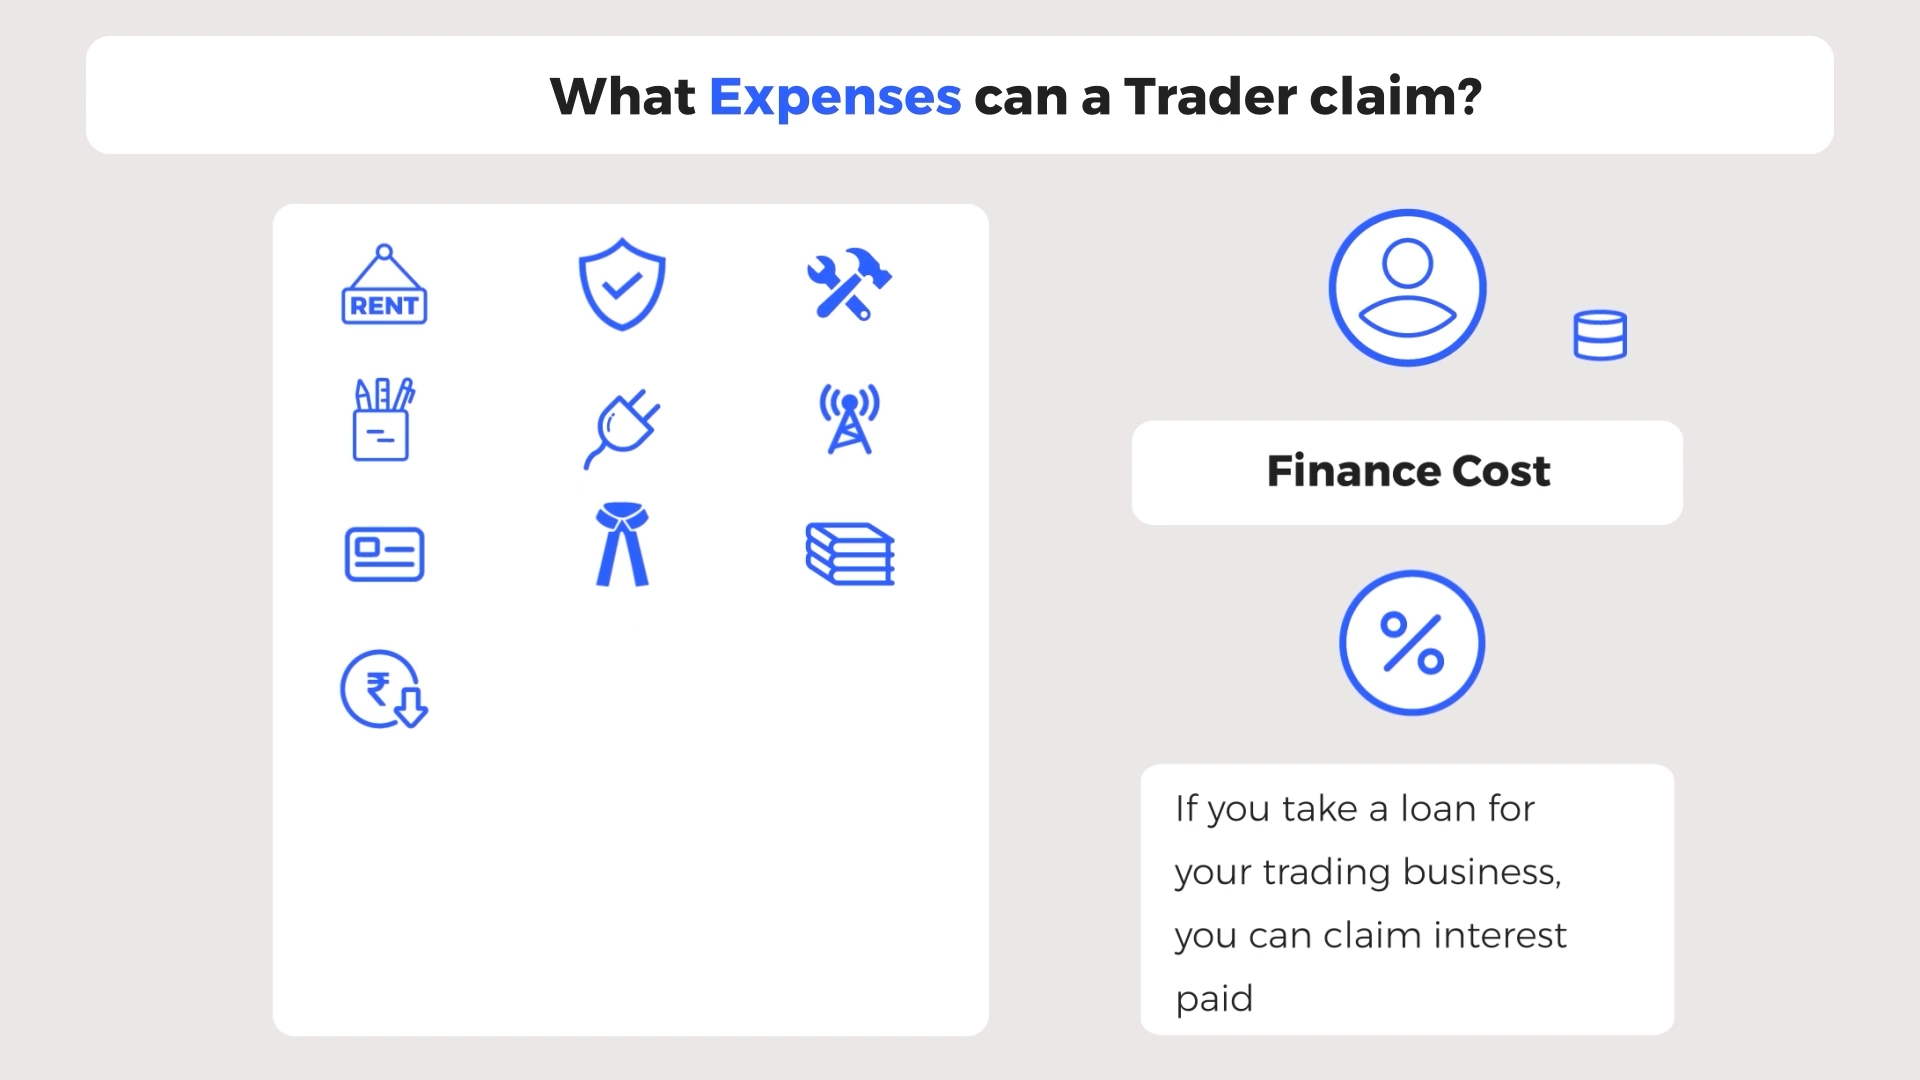 What Expenses can a Trader claim?
RENT
₹
Finance Cost
%
If you take a loan for
your trading business,
you can claim interest
paid